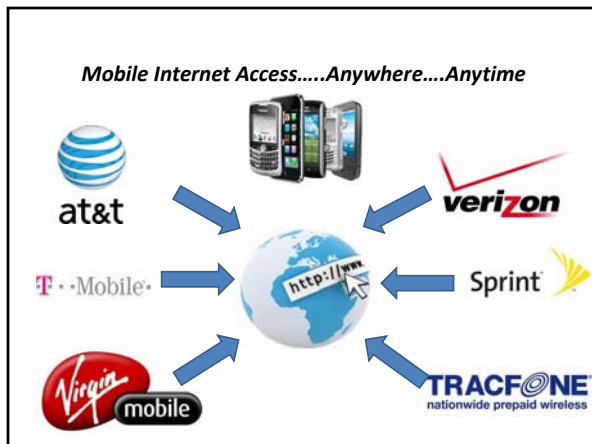 Mobile Internet Access.....Anywhere....Anytime
at&t
verizon
http://www.
T · · Mobile ·
Sprint
Virgin
mobile
TRACFONE
nationwide prepaid wireless